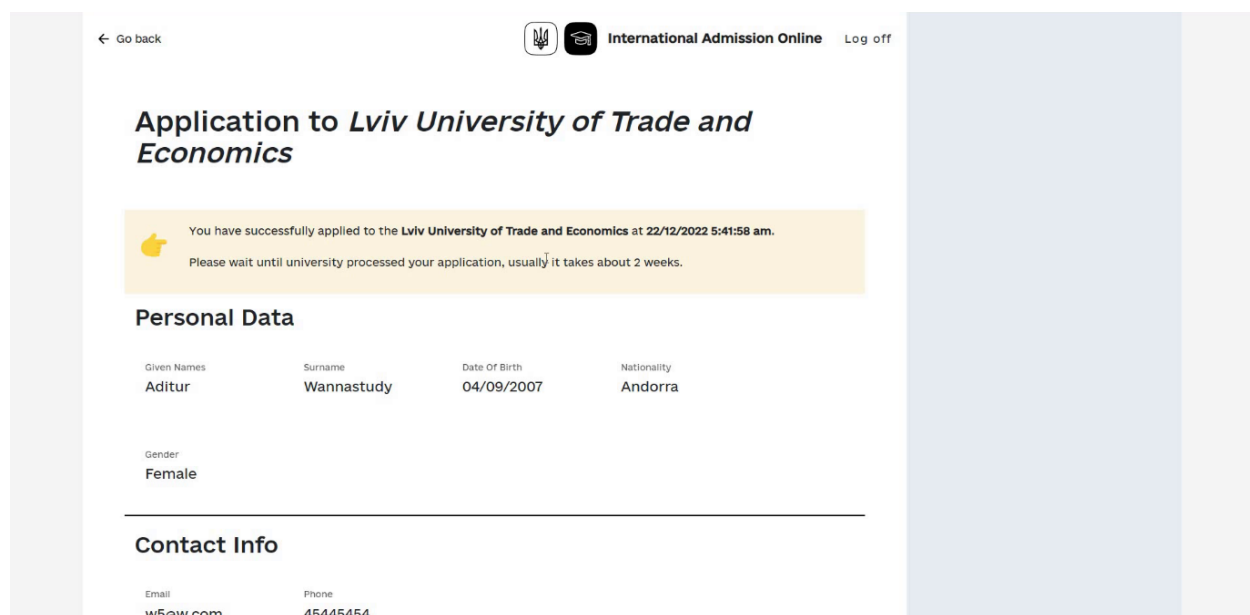 ← Go back
International Admission Online
Log off
Application to Lviv University of Trade and
Economics
You have successfully applied to the Lviv University of Trade and Economics at 22/12/2022 5:41:58 am.
Please wait until university processed your application, usually it takes about 2 weeks.
Personal Data
Given Names Surname Date Of Birth Nationality
Aditur Wannastudy 04/09/2007 Andorra
Gender
Female
Contact Info
Email Phone
w5@w.com 45445454